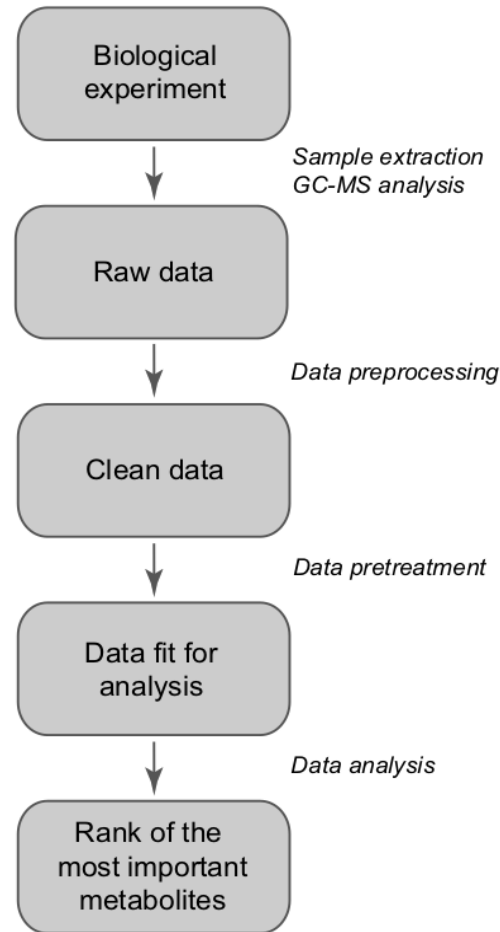 Biological
experiment
Sample extraction
GC-MS analysis
Raw data
Data preprocessing
Clean data
Data pretreatment
Data fit for
analysis
Data analysis
Rank of the
most important
metabolites